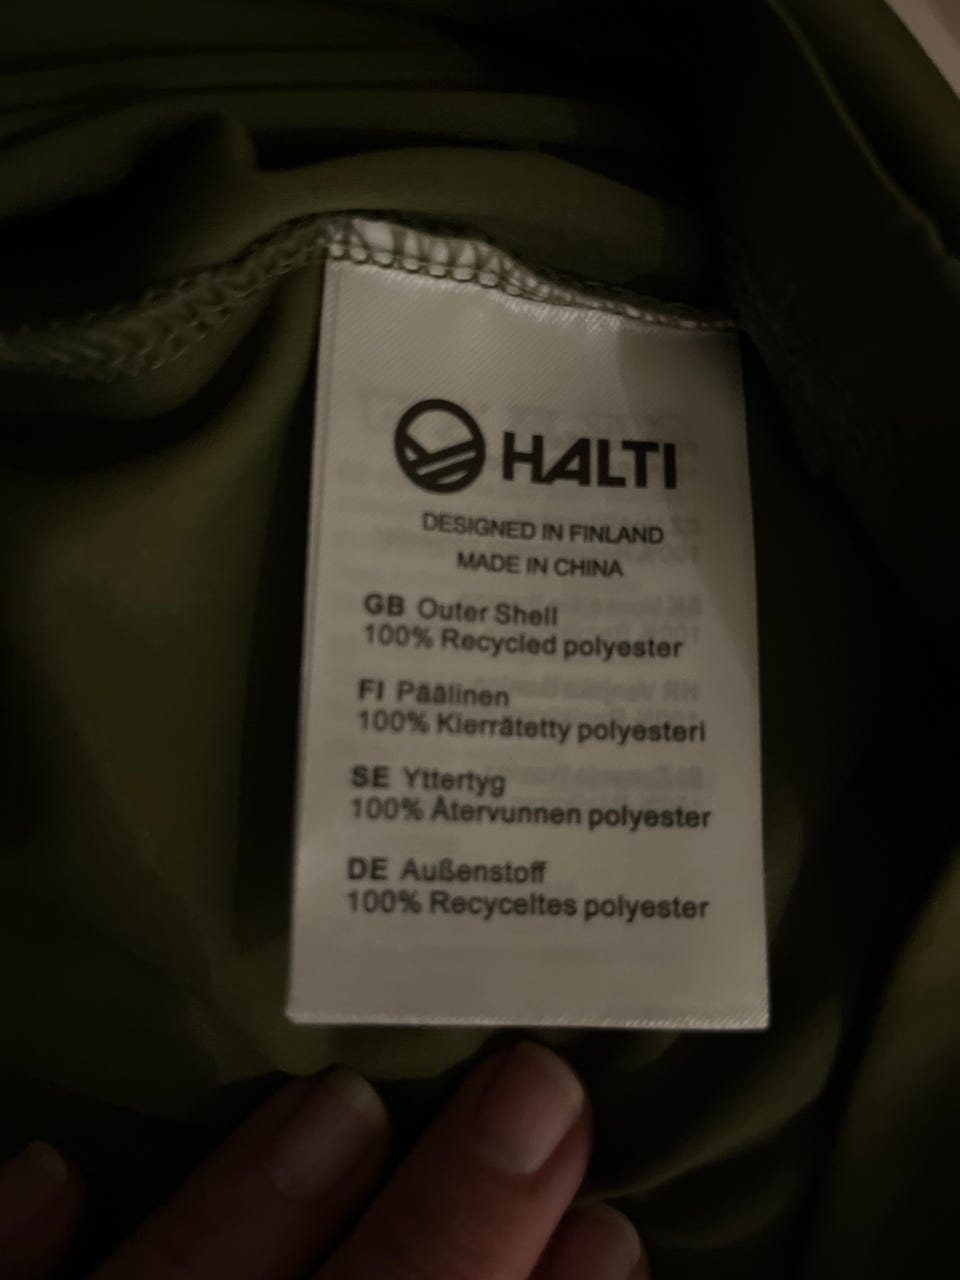 HALTI
DESIGNED IN FINLAND
MADE IN CHINA
GB Outer Shell
100% Recycled polyester
FI Päälinen
100% Kierrätetty polyesteri
SE Yttertyg
100% Återvunnen polyester
DE Außenstoff
100% Recyceltes polyester